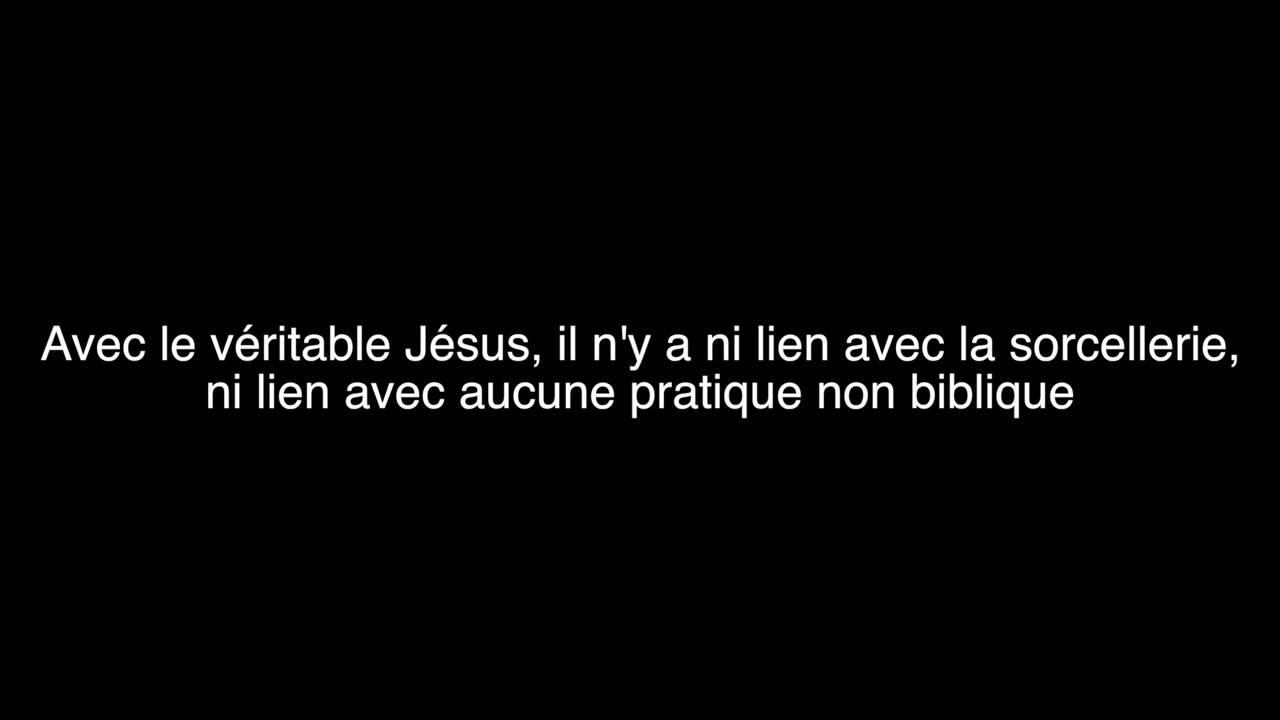 Avec le véritable Jésus, il n'y a ni lien avec la sorcellerie,
ni lien avec aucune pratique non biblique